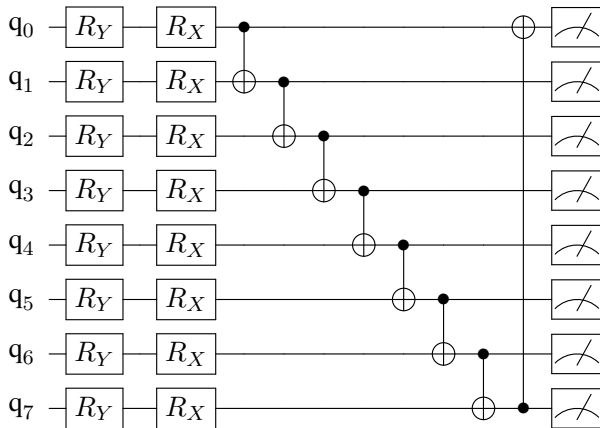 q0 RY RX
q1 RY RX
q2 RY RX
q3 RY RX
q4 RY RX
q5 RY RX
q6 RY RX
q7 RY RX